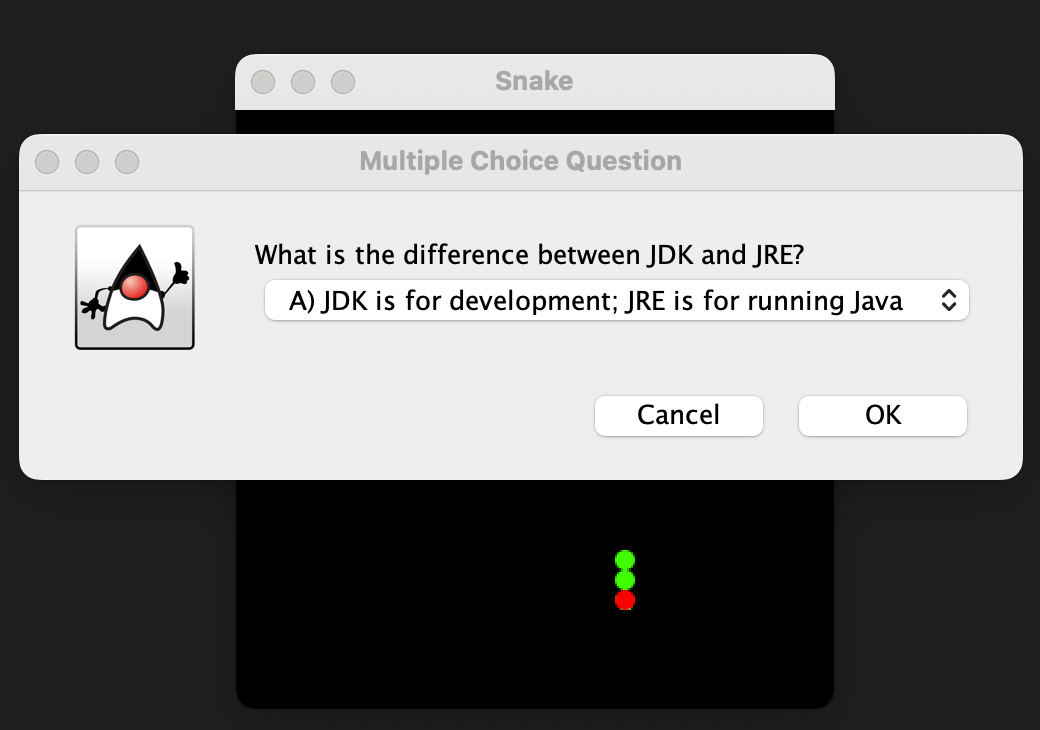 Snake
Multiple Choice Question
What is the difference between JDK and JRE?
A) JDK is for development; JRE is for running Java
Cancel OK